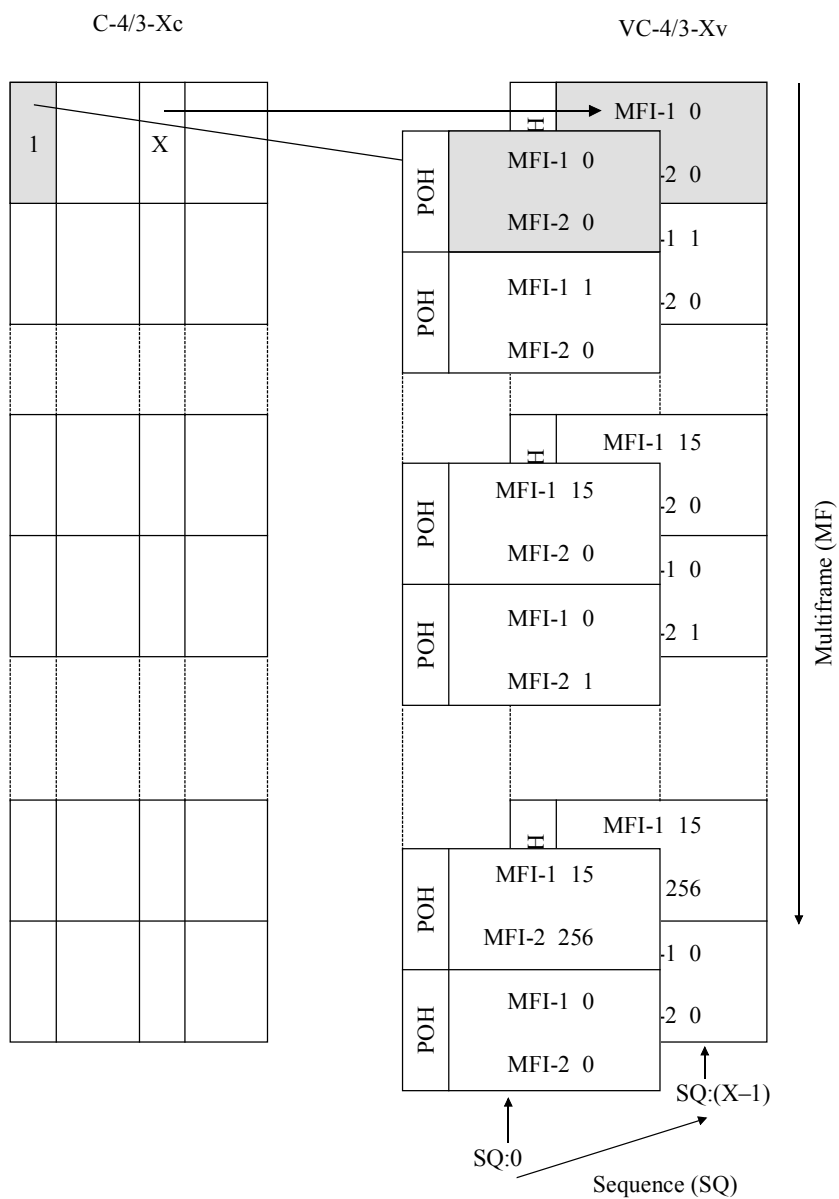 C-4/3-Xc
VC-4/3-Xv
1
X
MFI-1 0
-2 0
-1 1
-2 0
POH
MFI-1 0
MFI-2 0
POH
MFI-1 1
MFI-2 0
H
MFI-1 15
-2 0
-1 0
-2 1
H
POH
MFI-1 15
MFI-2 0
POH
MFI-1 0
MFI-2 1
MFI-1 15
256
-1 0
-2 0
H
POH
MFI-1 15
MFI-2 256
POH
MFI-1 0
MFI-2 0
H
Multiframe (MF)
SQ:(X–1)
SQ:0
Sequence (SQ)